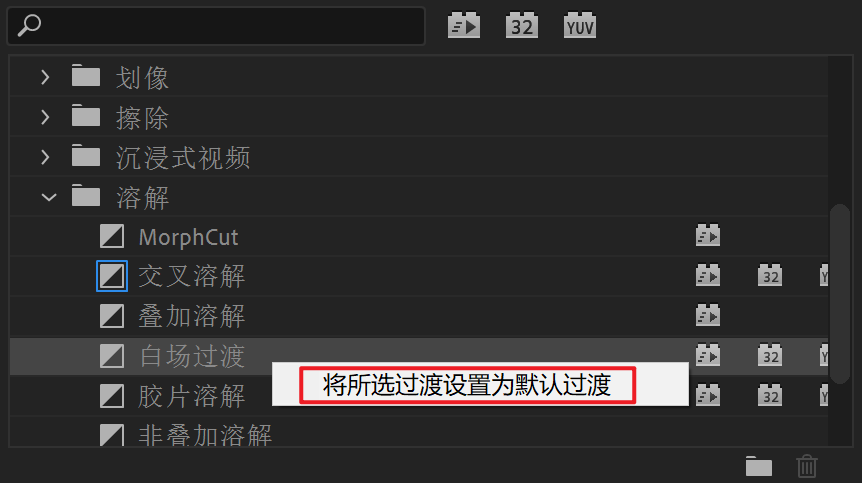 32 YUV
划像
擦除
沉浸式视频
溶解
MorphCut
交叉溶解 32
叠加溶解
白场过渡 32
将所选过渡设置为默认过渡
胶片溶解 32
非叠加溶解